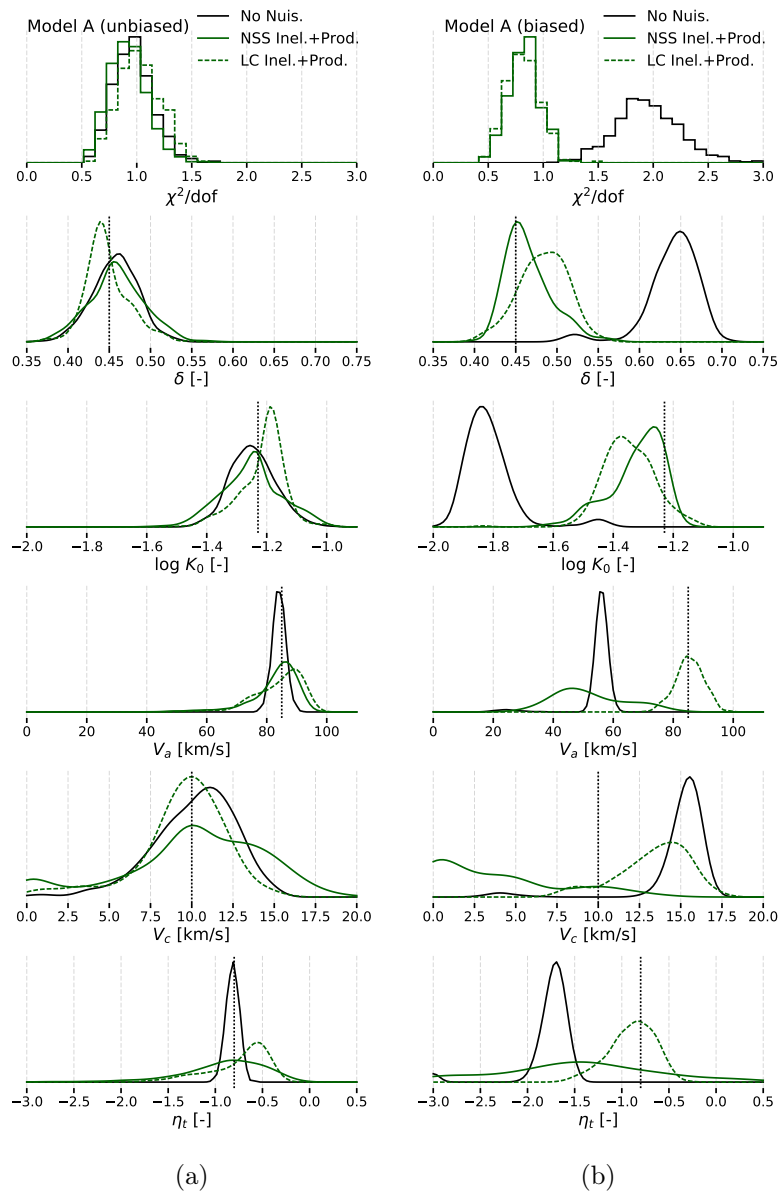 Model A (unbiased)
No Nuis.
NSS Inel.+Prod.
LC Inel.+Prod.
0.0 0.5 1.0 1.5 2.0 2.5 3.0
χ²/dof
0.35 0.40 0.45 0.50 0.55 0.60 0.65 0.70 0.75
δ [-]
−2.0 −1.8 −1.6 −1.4 −1.2 −1.0
log K₀ [-]
0 20 40 60 80 100
Vₐ [km/s]
0.0 2.5 5.0 7.5 10.0 12.5 15.0 17.5 20.0
V_c [km/s]
−3.0 −2.5 −2.0 −1.5 −1.0 −0.5 0.0 0.5
η_t [-]
(a)
Model A (biased)
No Nuis.
NSS Inel.+Prod.
LC Inel.+Prod.
0.0 0.5 1.0 1.5 2.0 2.5 3.0
χ²/dof
0.35 0.40 0.45 0.50 0.55 0.60 0.65 0.70 0.75
δ [-]
−2.0 −1.8 −1.6 −1.4 −1.2 −1.0
log K₀ [-]
0 20 40 60 80 100
Vₐ [km/s]
0.0 2.5 5.0 7.5 10.0 12.5 15.0 17.5 20.0
V_c [km/s]
−3.0 −2.5 −2.0 −1.5 −1.0 −0.5 0.0 0.5
η_t [-]
(b)